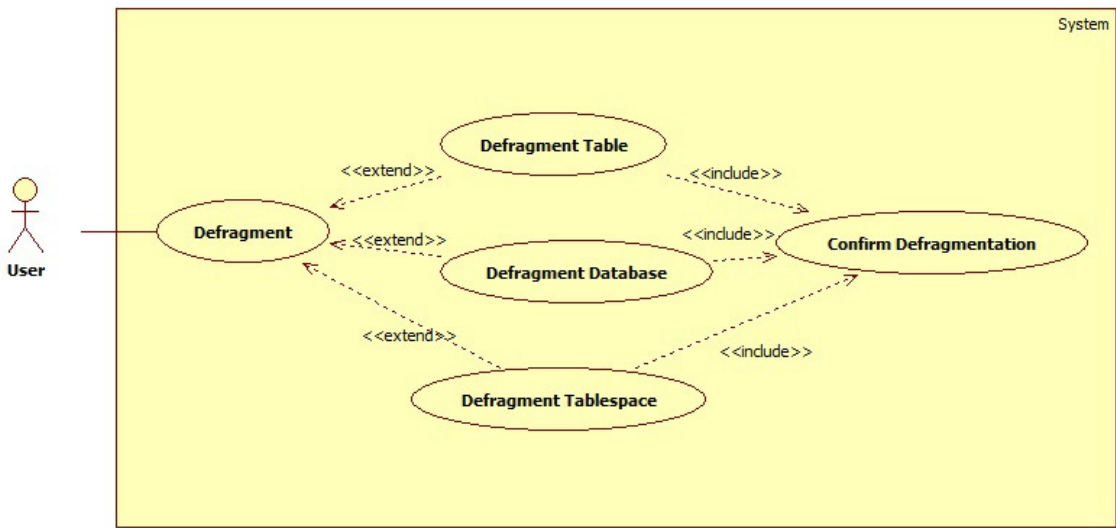 System
Defragment Table
<<extend>>
<<include>>
Defragment
<<extend>>
<<include>>
Confirm Defragmentation
User
Defragment Database
<<extend>>
<<include>>
Defragment Tablespace